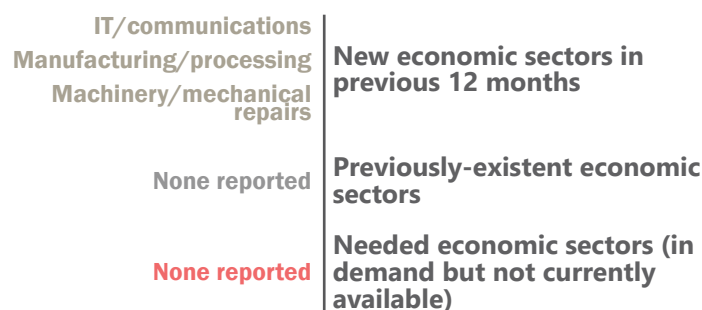 IT/communications
Manufacturing/processing
Machinery/mechanical
repairs
New economic sectors in
previous 12 months
None reported
Previously-existent economic
sectors
None reported
Needed economic sectors (in
demand but not currently
available)